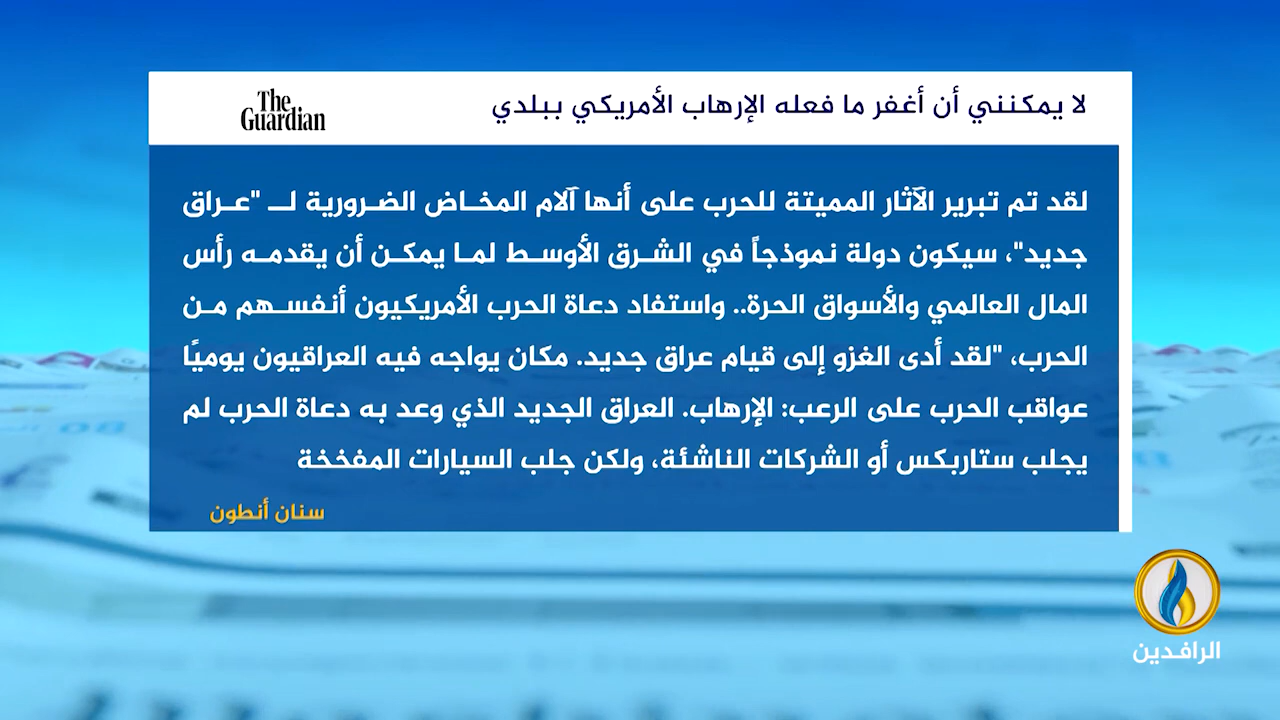 لا يمكنني أن أغفر ما فعله الإرهاب الأمريكي ببلدي
The
Guardian
لقد تم تبرير الآثار المميتة للحرب على أنها آلام المخاض الضرورية لـ "عراق
جديد"، سيكون دولة نموذجاً في الشرق الأوسط لما يمكن أن يقدمه رأس
المال العالمي والأسواق الحرة.. واستفاد دعاة الحرب الأمريكيون أنفسهم من
الحرب، "لقد أدى الغزو إلى قيام عراق جديد. مكان يواجه فيه العراقيون يوميًا
عواقب الحرب على الرعب: الإرهاب. العراق الجديد الذي وعد به دعاة الحرب لم
يجلب ستاربكس أو الشركات الناشئة، ولكن جلب السيارات المفخخة
سنان أنطون
الرافدين